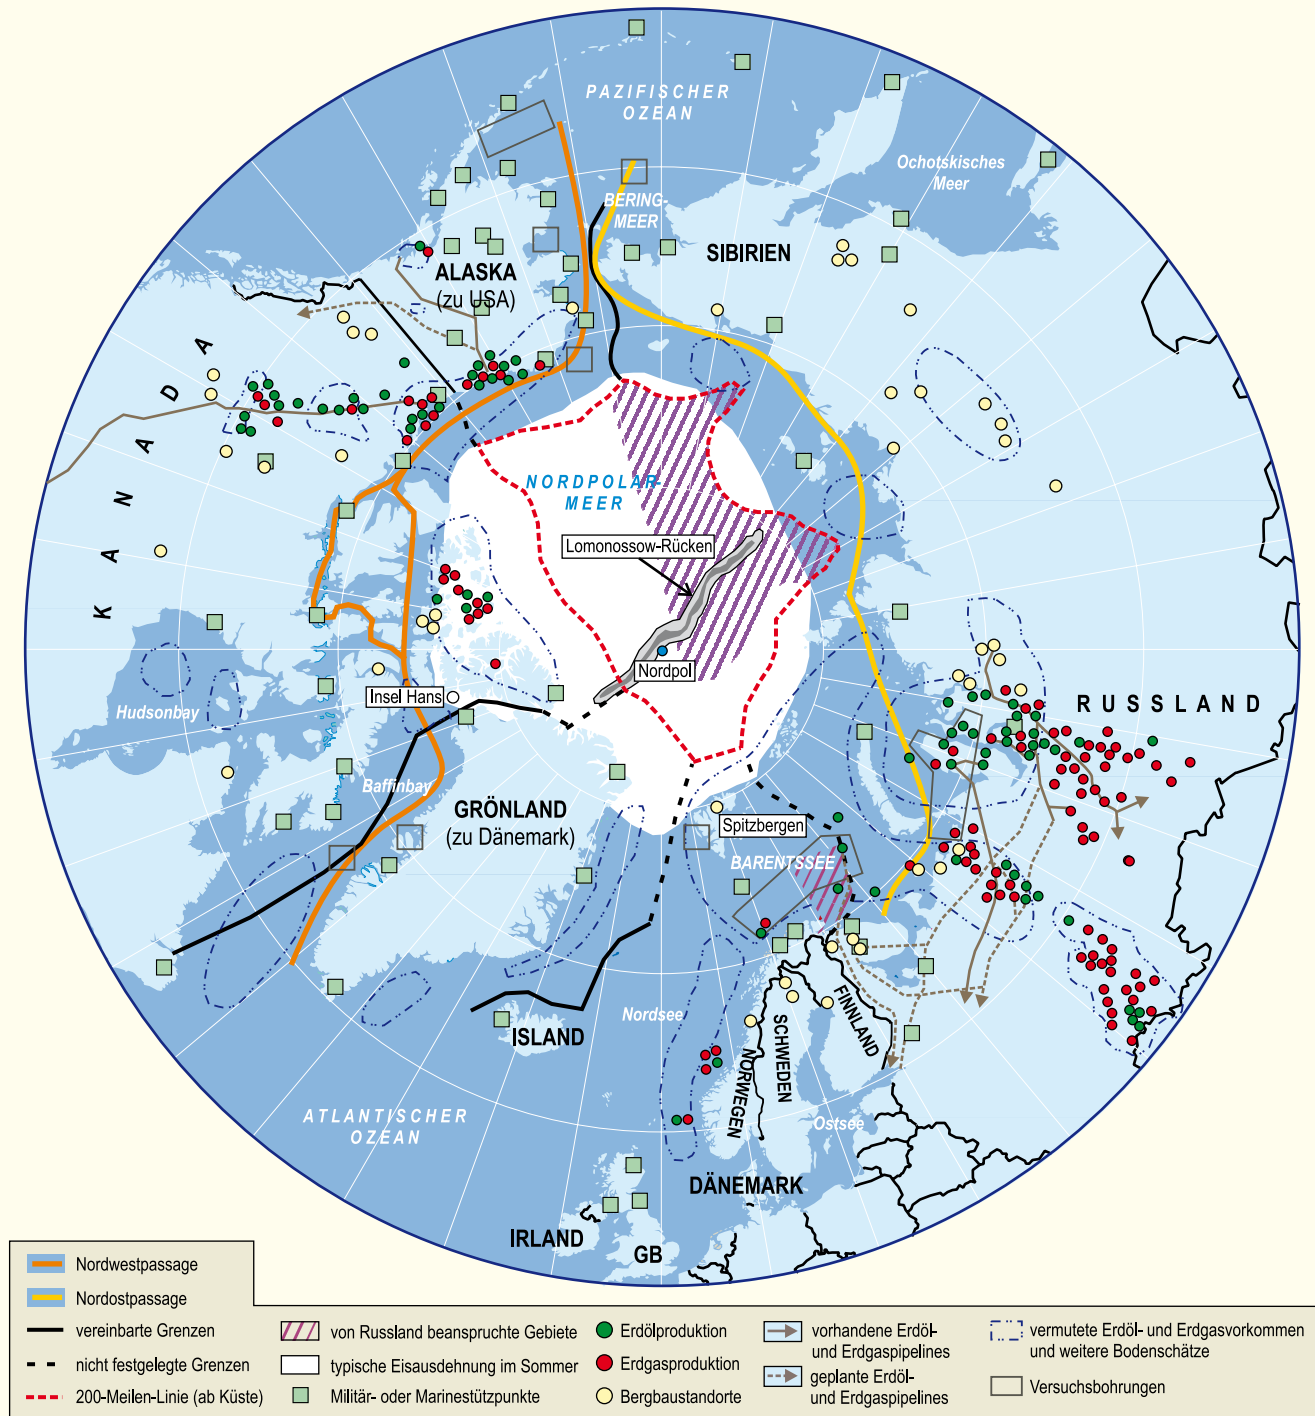 PAZIFISCHER
OZEAN
Ochotskisches
Meer
BERING-
MEER
SIBIRIEN
ALASKA
(zu USA)
KANADA
NORDPOLAR-
MEER
Lomonossow-Rücken
Nordpol
Insel Hans
RUSSLAND
Hudsonbay
Baffinbay
GRÖNLAND
(zu Dänemark)
Spitzbergen
BARENTSSEE
Nordsee
ISLAND
FINNLAND
SCHWEDEN
NORWEGEN
ATLANTISCHER
OZEAN
Ostsee
DÄNEMARK
IRLAND
GB
Nordwestpassage
Nordostpassage
vereinbarte Grenzen
nicht festgelegte Grenzen
200-Meilen-Linie (ab Küste)
von Russland beanspruchte Gebiete
typische Eisausdehnung im Sommer
Militär- oder Marinestützpunkte
Erdölproduktion
Erdgasproduktion
Bergbaustandorte
vorhandene Erdöl-
und Erdgaspipelines
geplante Erdöl-
und Erdgaspipelines
vermutete Erdöl- und Erdgasvorkommen
und weitere Bodenschätze
Versuchsbohrungen